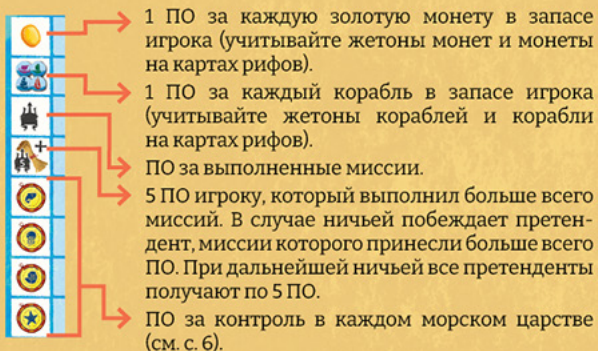 1 ПО за каждую золотую монету в запасе
игрока (учитывайте жетоны монет и монеты
на картах рифов).
1 ПО за каждый корабль в запасе игрока
(учитывайте жетоны кораблей и корабли
на картах рифов).
ПО за выполненные миссии.
5 ПО игроку, который выполнил больше всего
миссий. В случае ничьей побеждает претен-
дент, миссии которого принесли больше всего
ПО. При дальнейшей ничьей все претенденты
получают по 5 ПО.
ПО за контроль в каждом морском царстве
(см. с. 6).